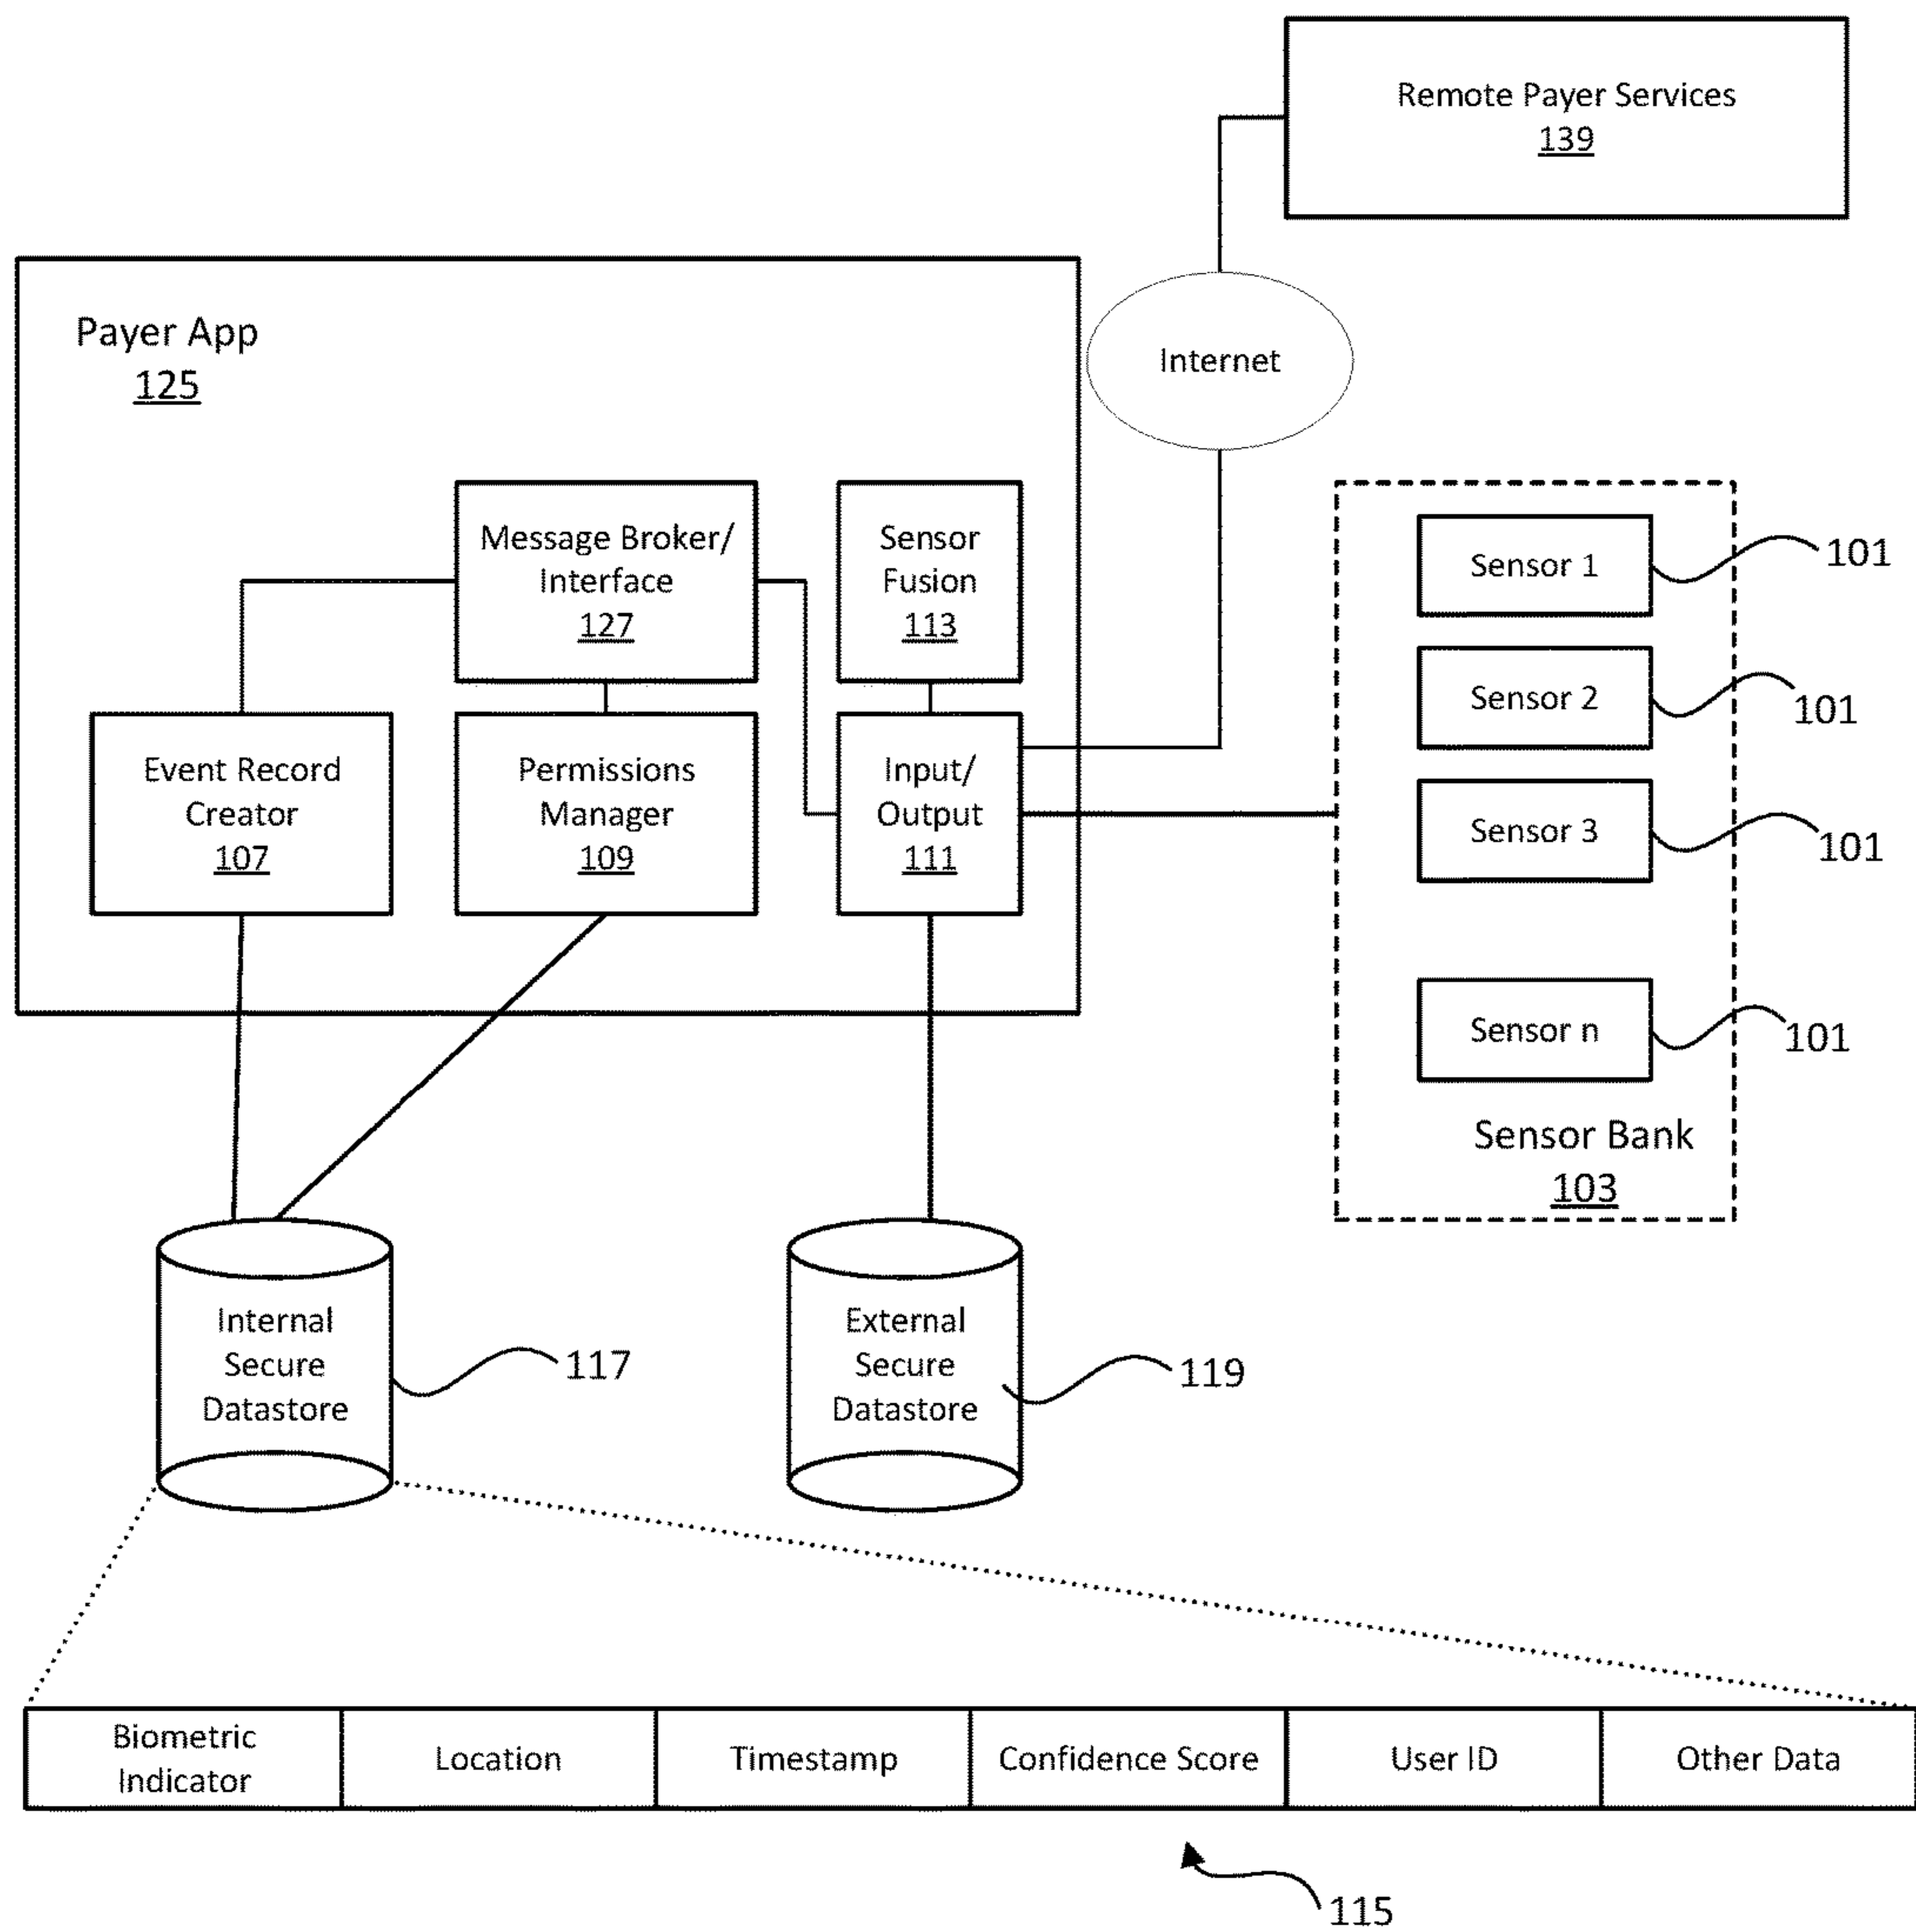 Remote Payer Services
139
Payer App
125
Internet
Message Broker/
Interface
127
Sensor
Fusion
113
Event Record
Creator
107
Permissions
Manager
109
Input/
Output
111
Sensor 1
101
Sensor 2
101
Sensor 3
101
Sensor n
101
Sensor Bank
103
Internal
Secure
Datastore
117
External
Secure
Datastore
119
Biometric
Indicator
Location
Timestamp
Confidence Score
User ID
Other Data
115